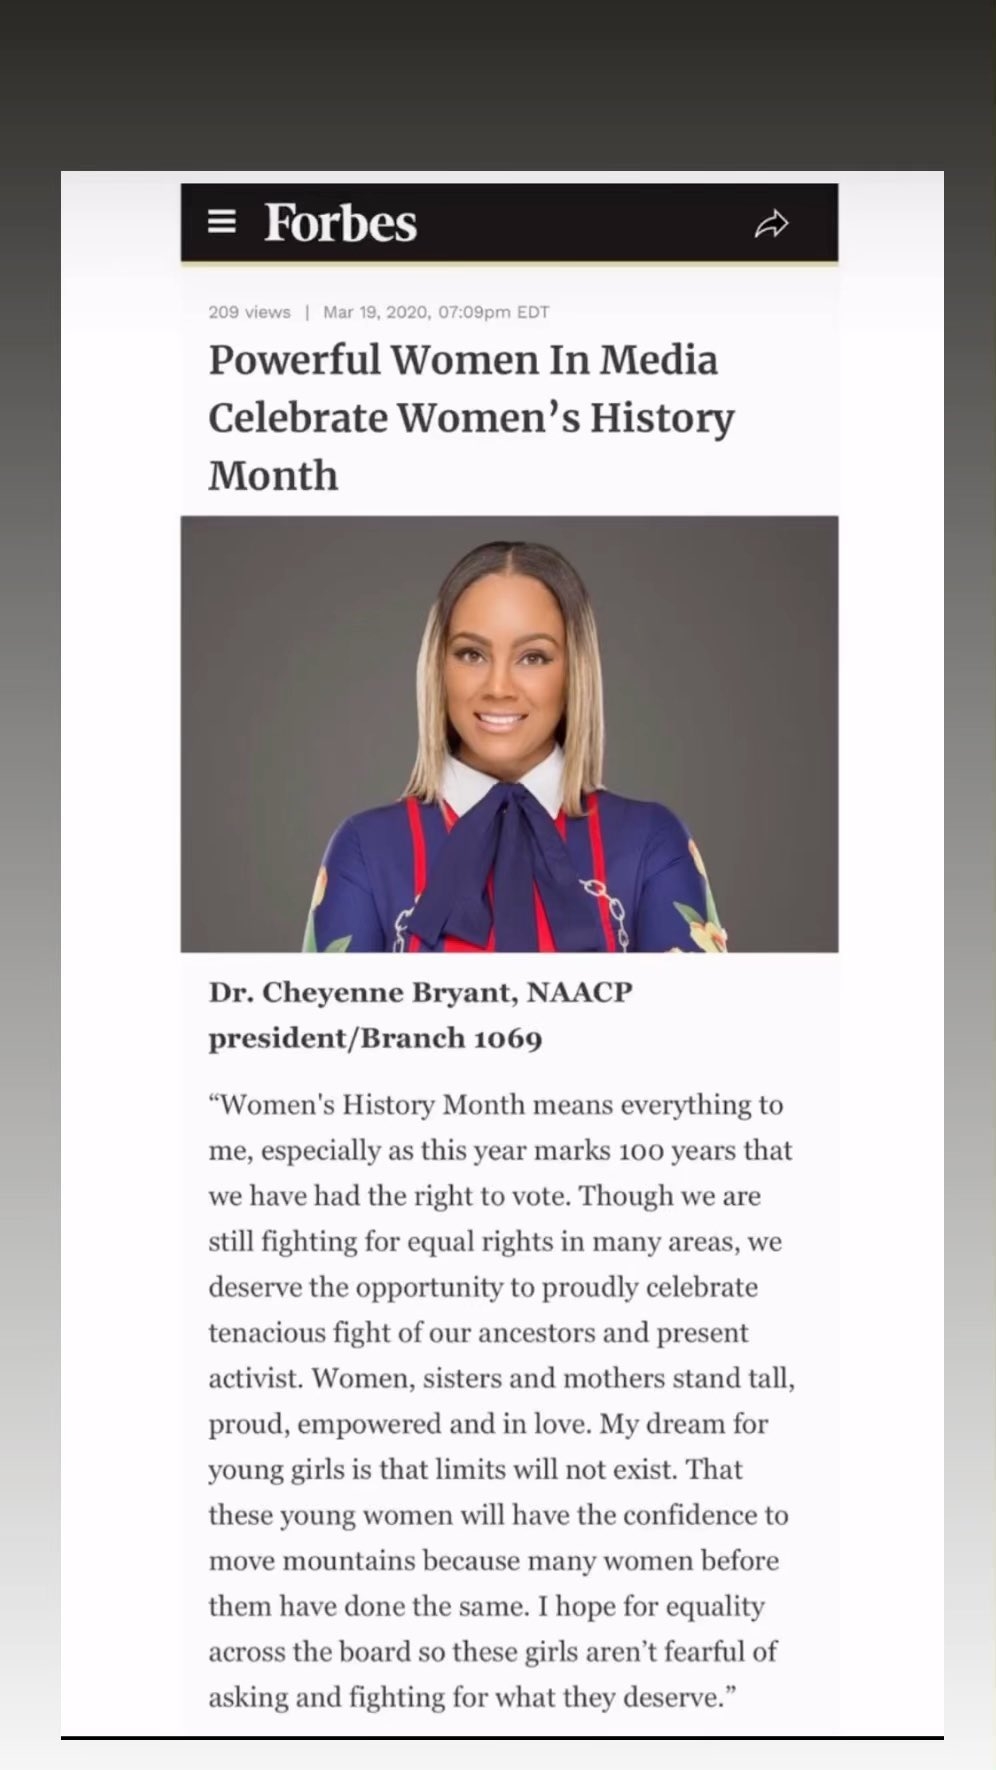 Forbes
209 views | Mar 19, 2020, 07:09pm EDT
Powerful Women In Media
Celebrate Women’s History
Month
Dr. Cheyenne Bryant, NAACP
president/Branch 1069
“Women's History Month means everything to
me, especially as this year marks 100 years that
we have had the right to vote. Though we are
still fighting for equal rights in many areas, we
deserve the opportunity to proudly celebrate
tenacious fight of our ancestors and present
activist. Women, sisters and mothers stand tall,
proud, empowered and in love. My dream for
young girls is that limits will not exist. That
these young women will have the confidence to
move mountains because many women before
them have done the same. I hope for equality
across the board so these girls aren’t fearful of
asking and fighting for what they deserve.”